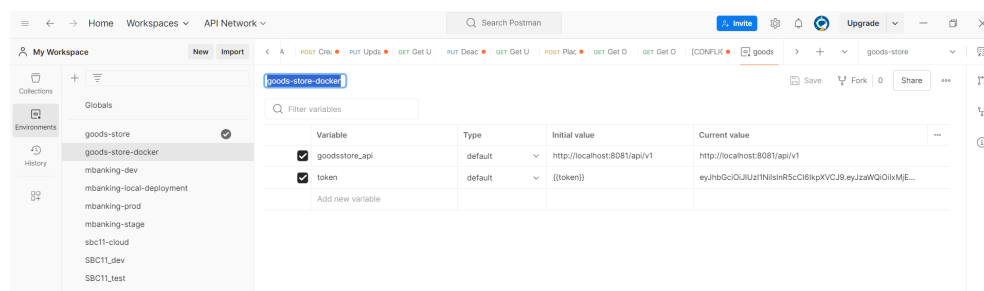 Home Workspaces API Network Search Postman Invite Upgrade
My Workspace New Import POST Crea PUT Upda GET Get U PUT Deac GET Get U POST Plac GET Get O GET Get O [CONFLIC goods goods-store
Collections
Environments
History
Globals
goods-store
goods-store-docker
mbanking-dev
mbanking-local-deployment
mbanking-prod
mbanking-stage
sbc11-cloud
SBC11_dev
SBC11_test
goods-store-docker Save Fork 0 Share
Filter variables
Variable Type Initial value Current value
goodsstore_api default http://localhost:8081/api/v1 http://localhost:8081/api/v1
token default {{token}}
Add new variable